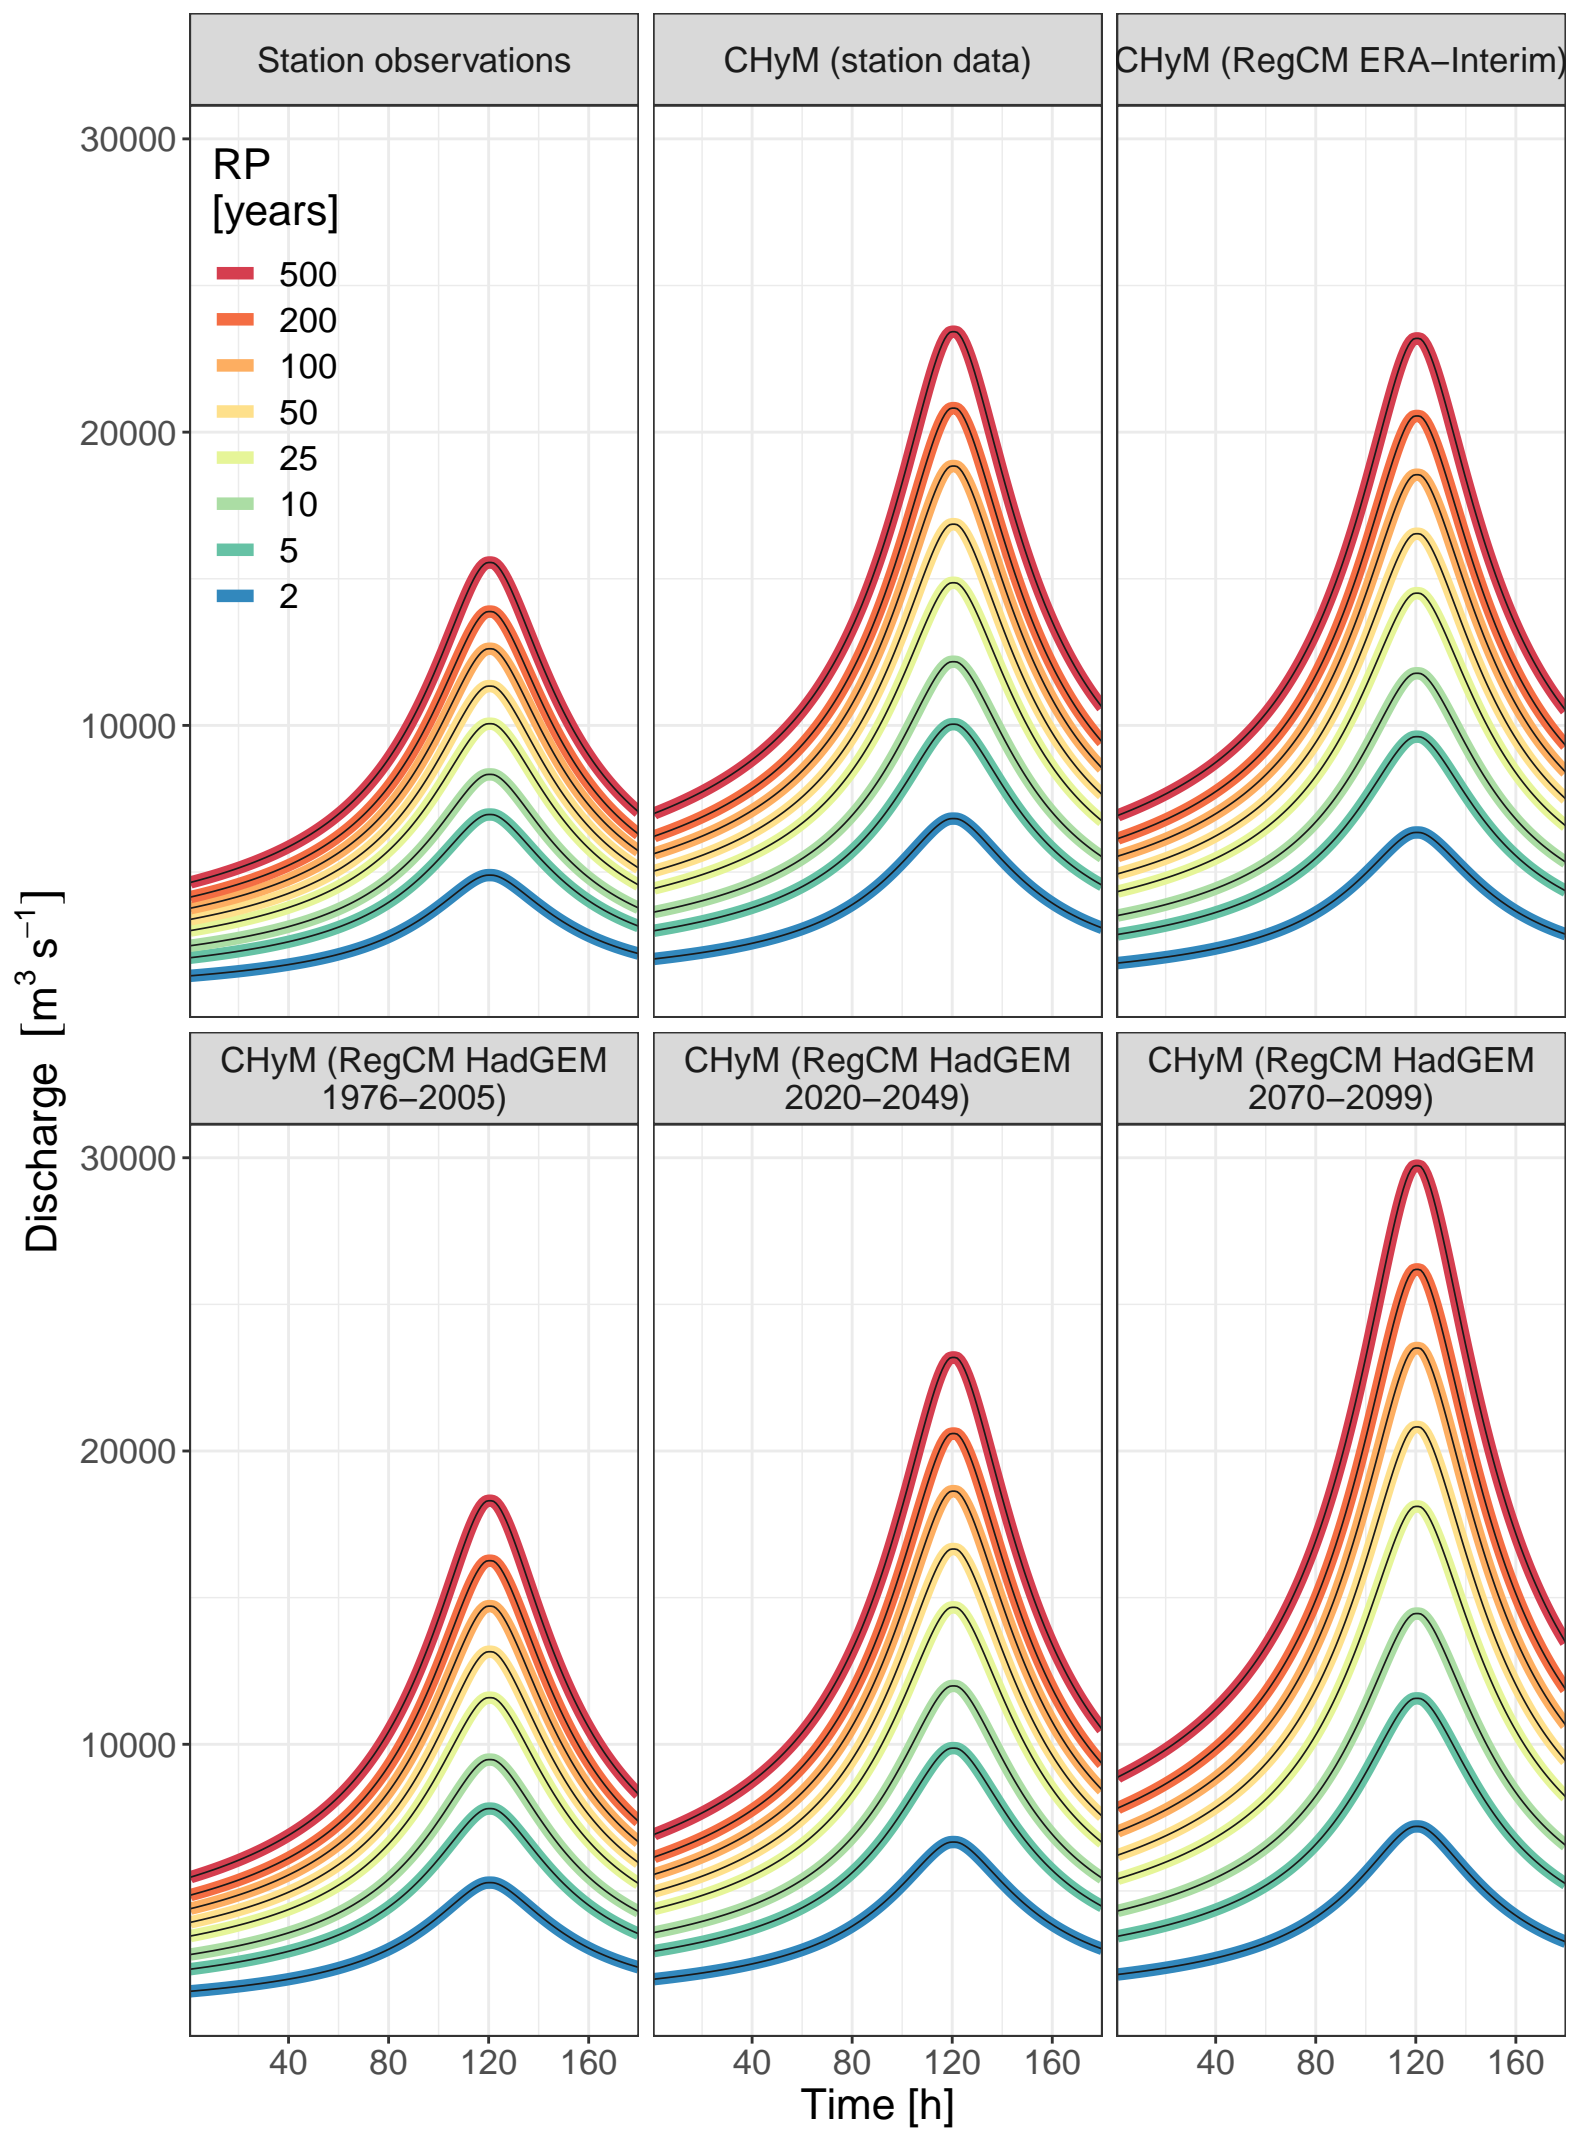 Station observations
CHyM (station data)
CHyM (RegCM ERA−Interim)
30000
20000
10000
RP
[years]
500
200
100
50
25
10
5
2
Discharge [m³ s⁻¹]
CHyM (RegCM HadGEM
1976−2005)
CHyM (RegCM HadGEM
2020−2049)
CHyM (RegCM HadGEM
2070−2099)
30000
20000
10000
40 80 120 160
40 80 120 160
40 80 120 160
Time [h]